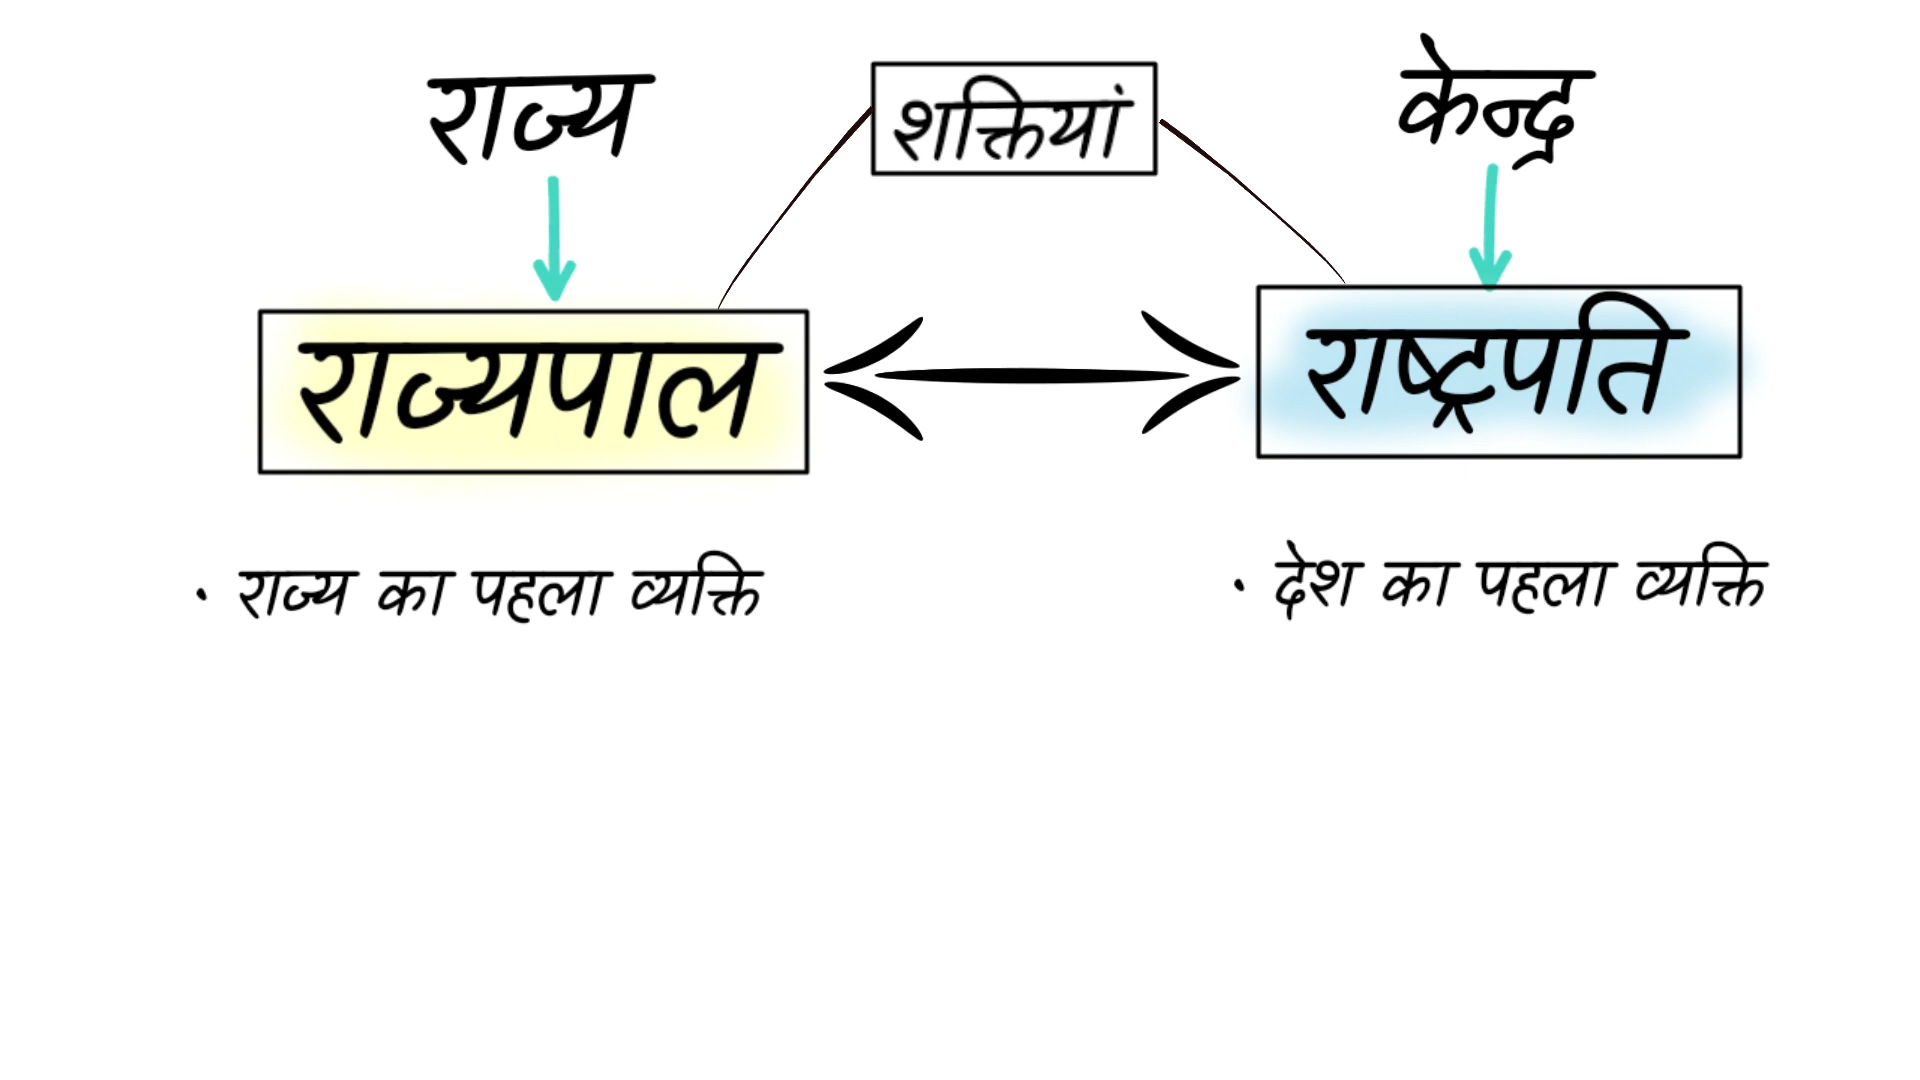 राज्य
शक्तियां
केन्द्र
राज्यपाल
राष्ट्रपति
· राज्य का पहला व्यक्ति
· देश का पहला व्यक्ति